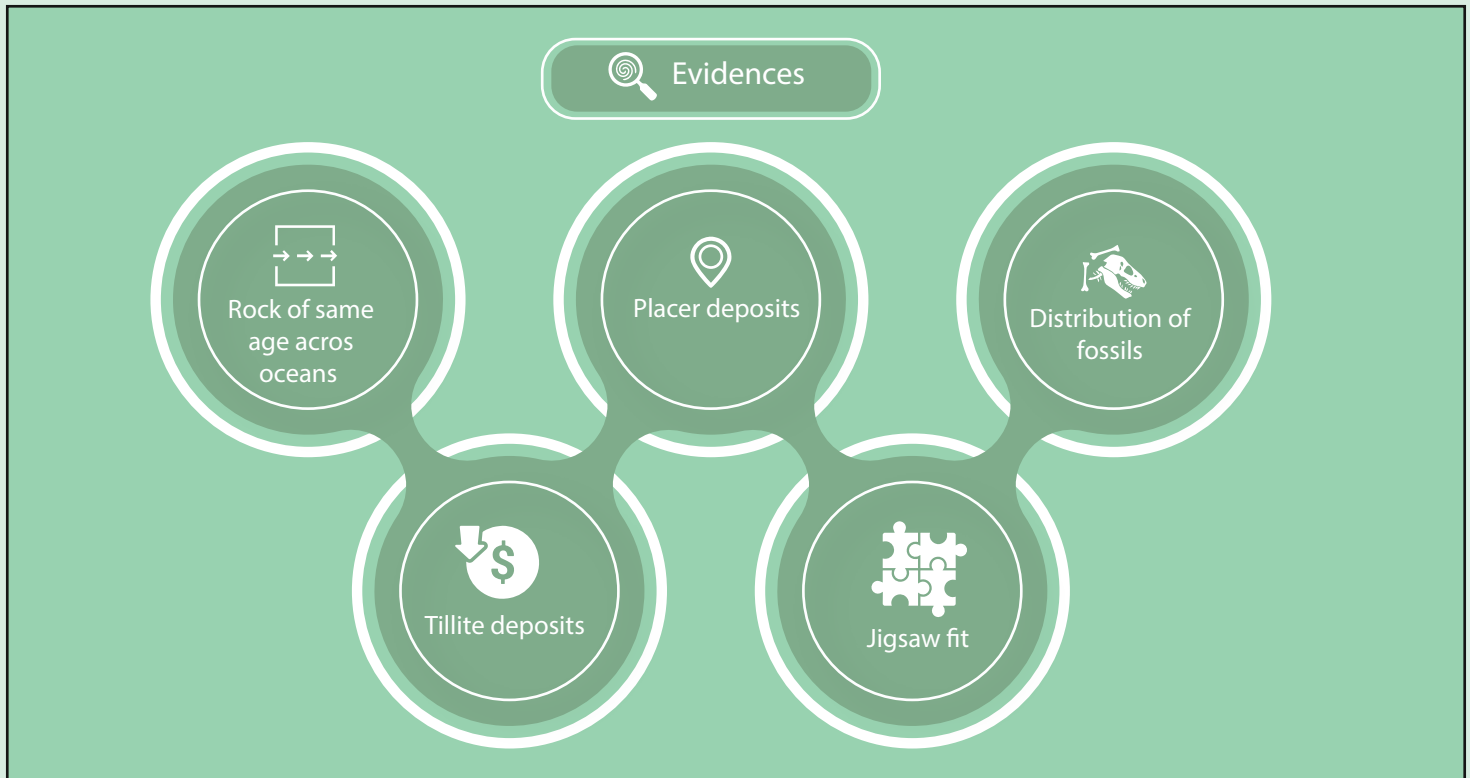 Evidences
Rock of same
age acros
oceans
Placer deposits
Distribution of
fossils
$
Tillite deposits
Jigsaw fit